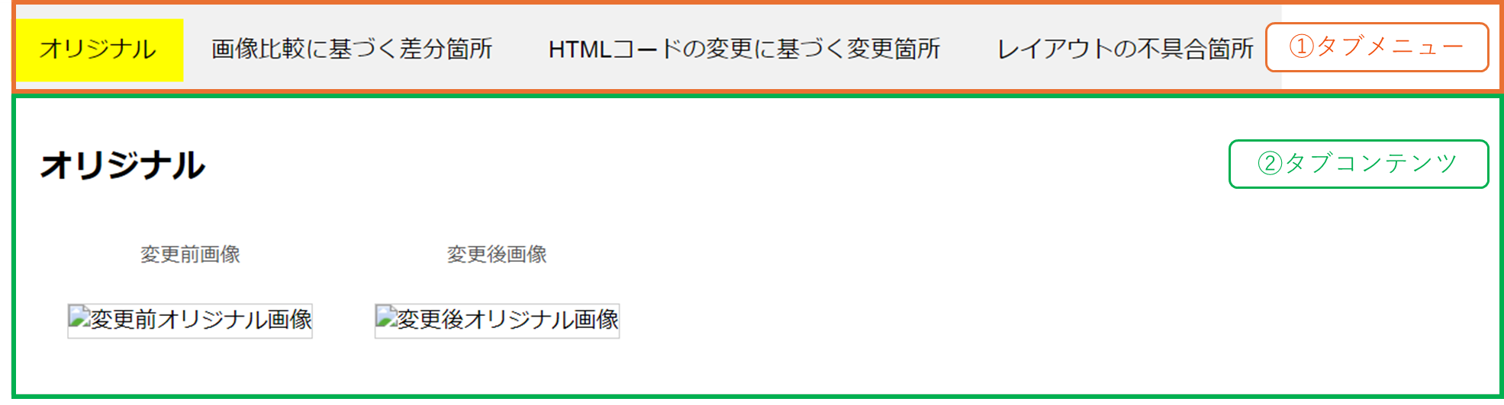 オリジナル 画像比較に基づく差分箇所 HTMLコードの変更に基づく変更箇所 レイアウトの不具合箇所 ①タブメニュー
オリジナル ②タブコンテンツ
変更前画像 変更後画像
変更前オリジナル画像 変更後オリジナル画像